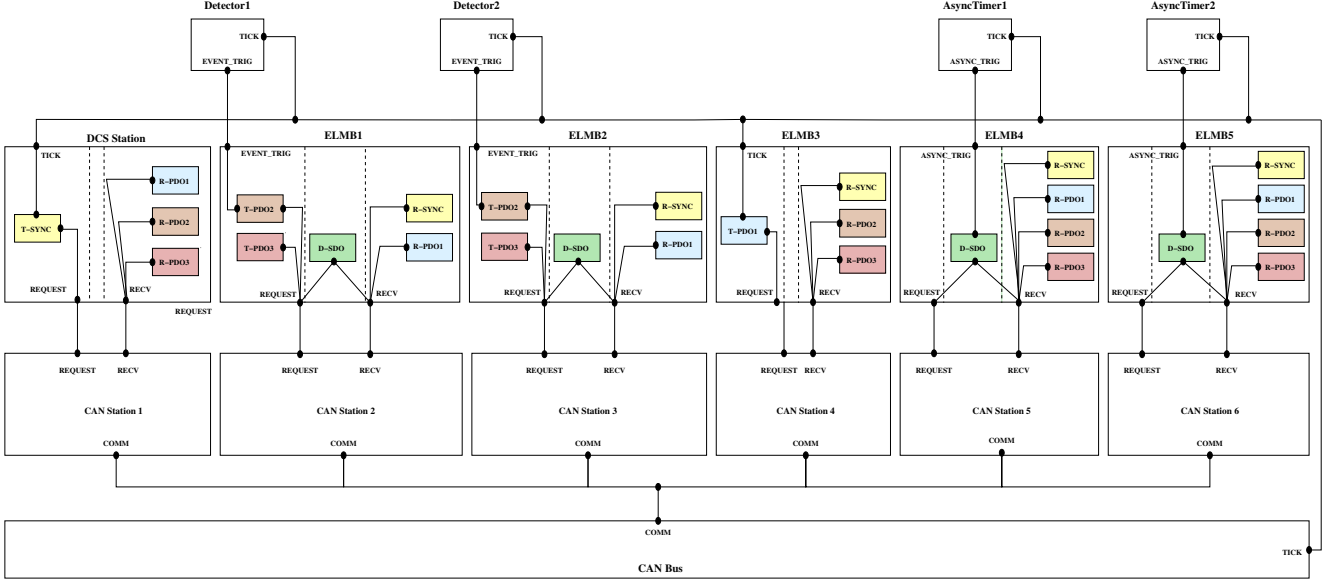 Detector1
Detector2
AsyncTimer1
AsyncTimer2
TICK
TICK
TICK
TICK
EVENT_TRIG
EVENT_TRIG
ASYNC_TRIG
ASYNC_TRIG
DCS Station
ELMB1
ELMB2
ELMB3
ELMB4
ELMB5
TICK
EVENT_TRIG
EVENT_TRIG
TICK
ASYNC_TRIG
ASYNC_TRIG
T−SYNC
R−PDO1
R−PDO2
R−PDO3
REQUEST
RECV
REQUEST
T−PDO2
T−PDO3
D−SDO
R−SYNC
R−PDO1
REQUEST
RECV
T−PDO2
T−PDO3
D−SDO
R−SYNC
R−PDO1
REQUEST
RECV
T−PDO1
R−SYNC
R−PDO2
R−PDO3
REQUEST
RECV
D−SDO
R−SYNC
R−PDO1
R−PDO2
R−PDO3
REQUEST
RECV
D−SDO
R−SYNC
R−PDO1
R−PDO2
R−PDO3
REQUEST
RECV
REQUEST
RECV
REQUEST
RECV
REQUEST
RECV
REQUEST
RECV
REQUEST
RECV
REQUEST
RECV
CAN Station 1
CAN Station 2
CAN Station 3
CAN Station 4
CAN Station 5
CAN Station 6
COMM
COMM
COMM
COMM
COMM
COMM
COMM
TICK
CAN Bus